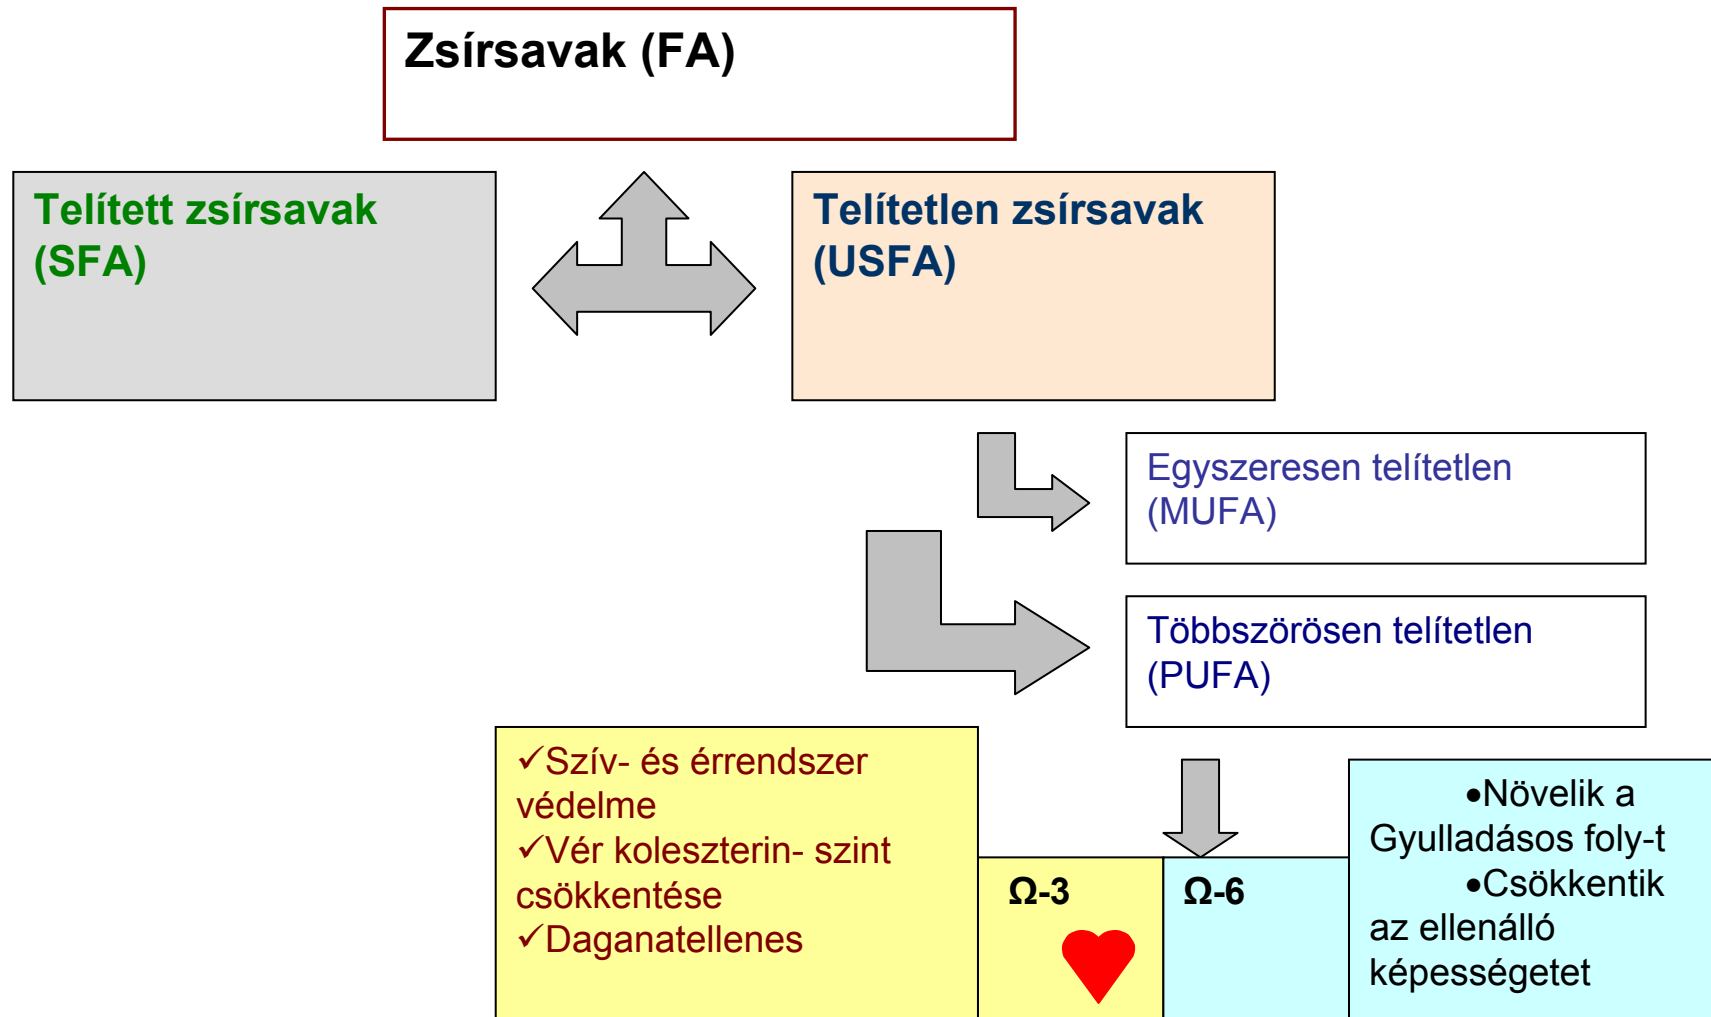 Zsírsavak (FA)
Telített zsírsavak
(SFA)
Telítetlen zsírsavak
(USFA)
Egyszeresen telítetlen
(MUFA)
Többszörösen telítetlen
(PUFA)
✓Szív- és érrendszer
védelme
✓Vér koleszterin- szint
csökkentése
✓Daganatellenes
Ω-3
Ω-6
•Növelik a
Gyulladásos foly-t
•Csökkentik
az ellenálló
képességetet